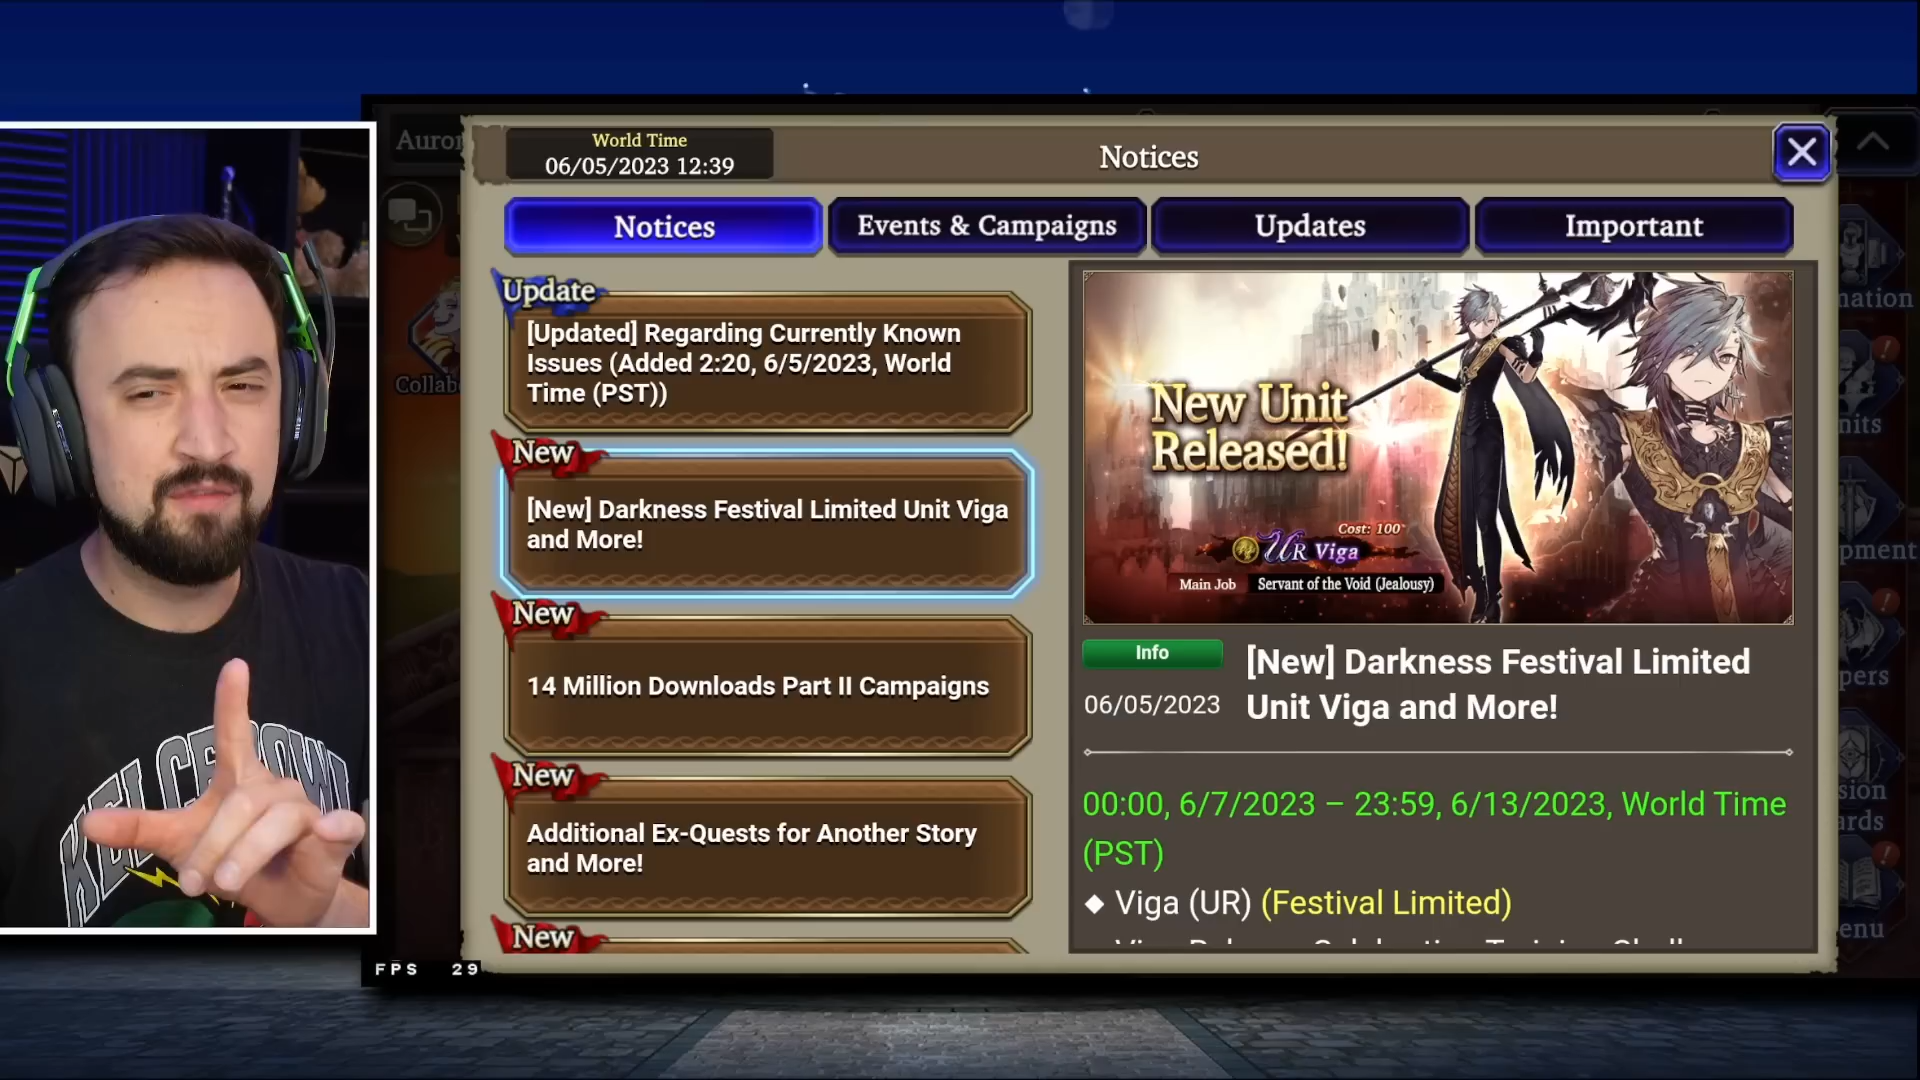 World Time
06/05/2023 12:39
Notices
Notices
Events & Campaigns
Updates
Important
Update
[Updated] Regarding Currently Known
Issues (Added 2:20, 6/5/2023, World
Time (PST))
New
[New] Darkness Festival Limited Unit Viga
and More!
New
14 Million Downloads Part II Campaigns
New
Additional Ex-Quests for Another Story
and More!
New
New Unit
Released!
Cost: 100
UR Viga
Main Job Servant of the Void (Jealousy)
Info
06/05/2023
[New] Darkness Festival Limited
Unit Viga and More!
00:00, 6/7/2023 – 23:59, 6/13/2023, World Time
(PST)
◆ Viga (UR) (Festival Limited)
FPS 29